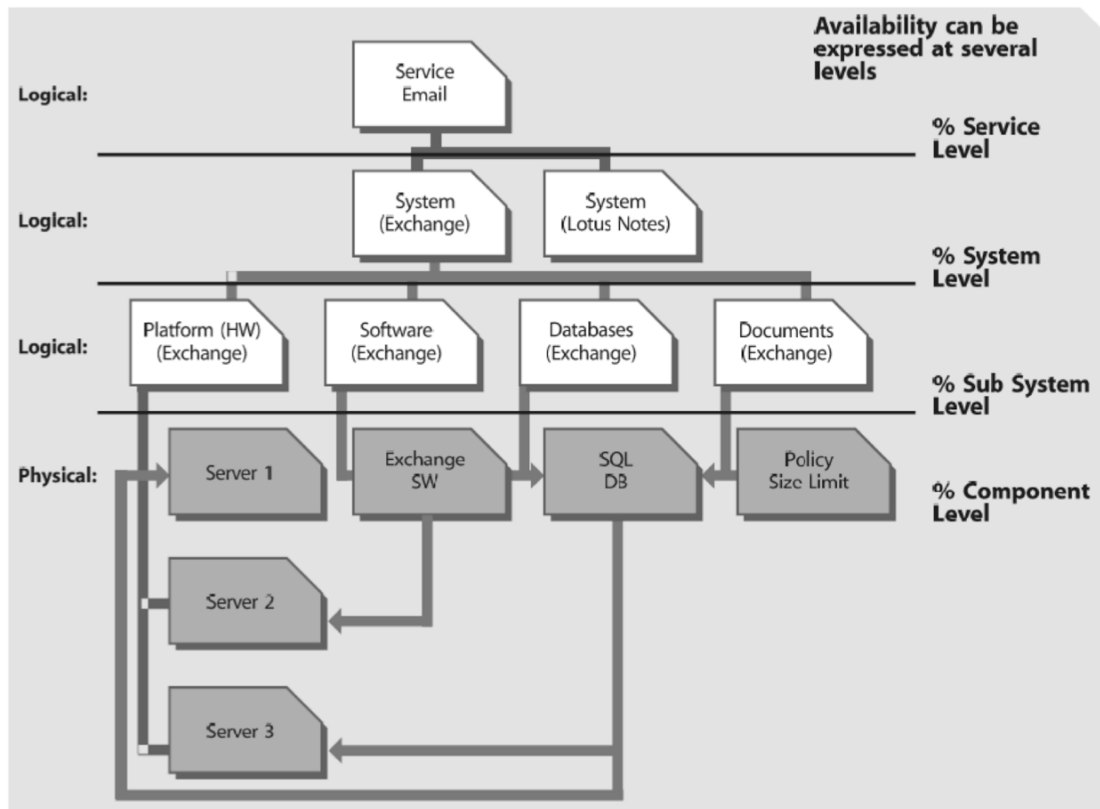 Availability can be
expressed at several
levels
Logical:
Service
Email
% Service
Level
Logical:
System
(Exchange)
System
(Lotus Notes)
% System
Level
Logical:
Platform (HW)
(Exchange)
Software
(Exchange)
Databases
(Exchange)
Documents
(Exchange)
% Sub System
Level
Physical:
Server 1
Exchange
SW
SQL
DB
Policy
Size Limit
% Component
Level
Server 2
Server 3